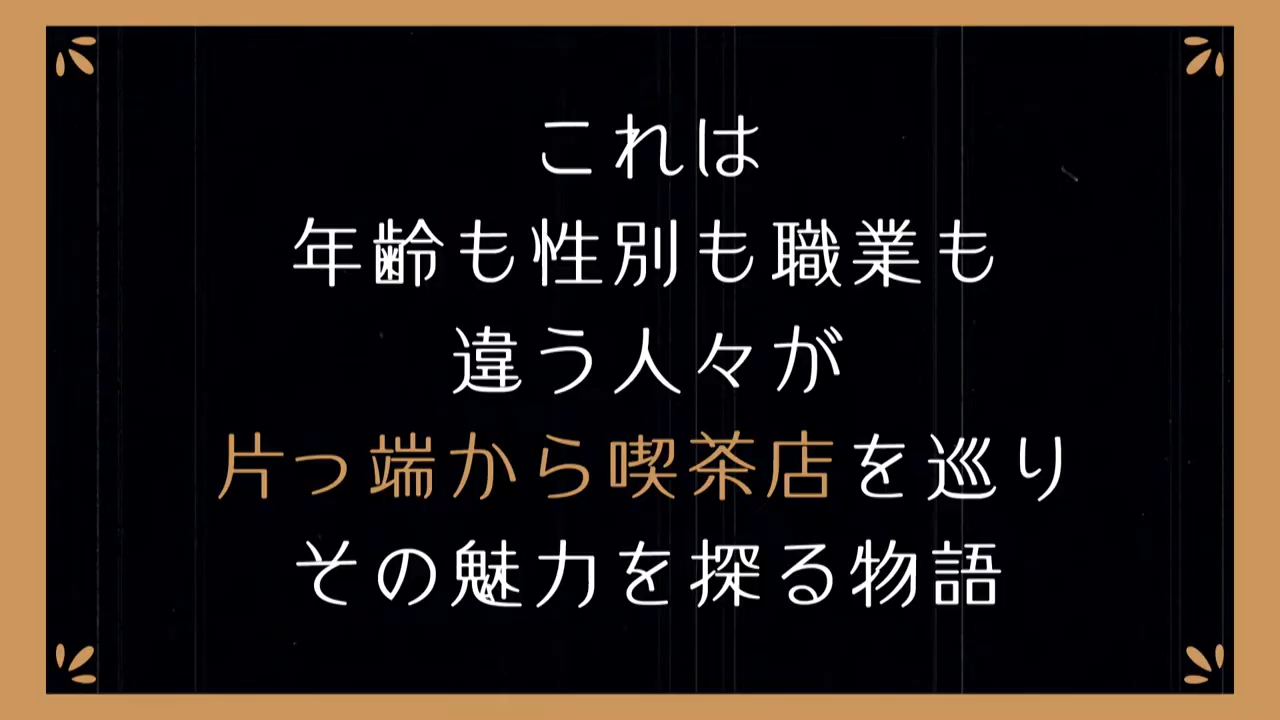 これは
年齢も性別も職業も
違う人々が
片っ端から喫茶店を巡り
その魅力を探る物語